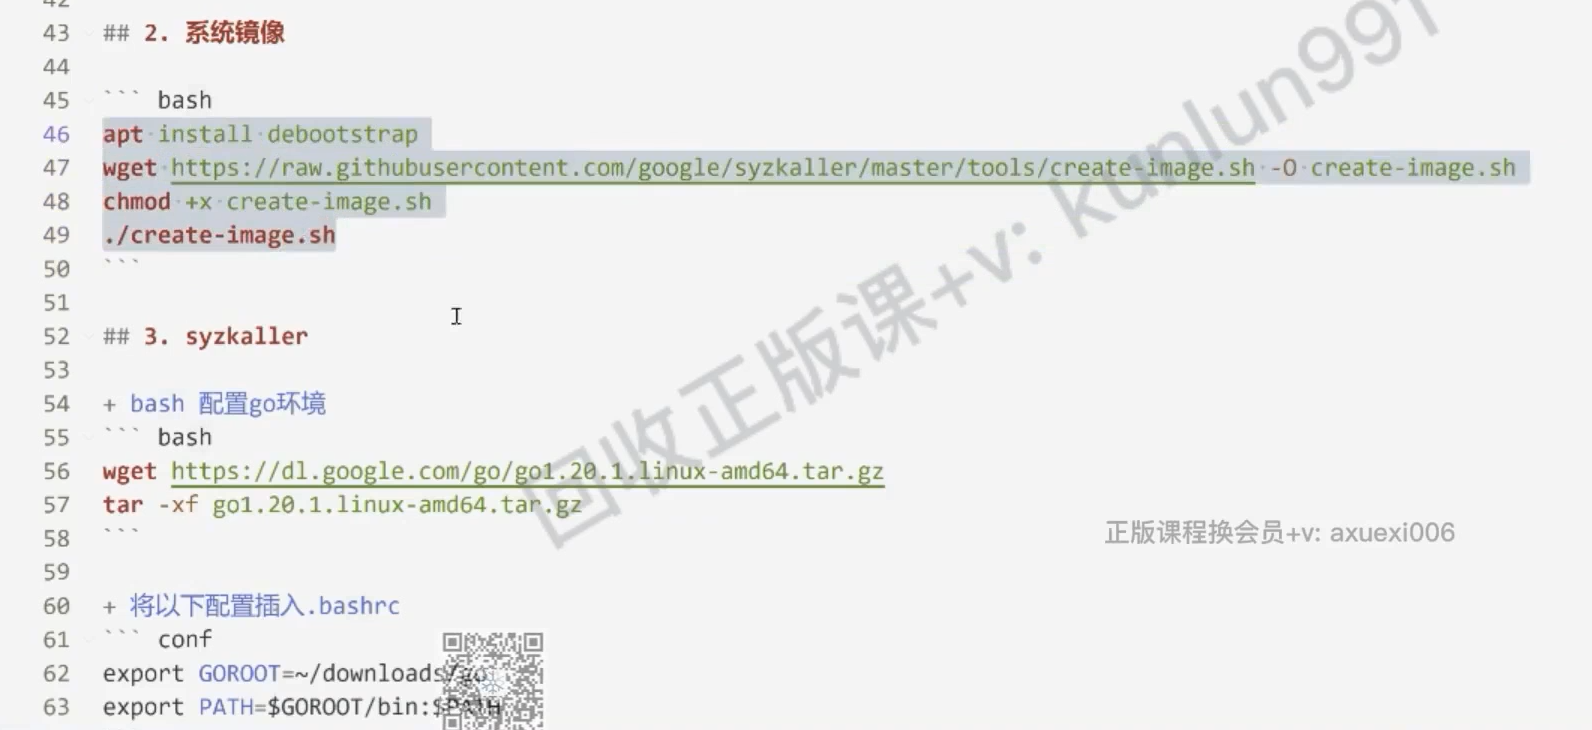 42
43 ## 2. 系统镜像
44
45 ``` bash
46 apt install debootstrap
47 wget https://raw.githubusercontent.com/google/syzkaller/master/tools/create-image.sh -O create-image.sh
48 chmod +x create-image.sh
49 ./create-image.sh
50 ```
51
52 ## 3. syzkaller
53
54 + bash 配置go环境
55 ``` bash
56 wget https://dl.google.com/go/go1.20.1.linux-amd64.tar.gz
57 tar -xf go1.20.1.linux-amd64.tar.gz
58 ```
59
60 + 将以下配置插入.bashrc
61 ``` conf
62 export GOROOT=~/downloads/go
63 export PATH=$GOROOT/bin:$PATH
回收正版课+v: kunlun991
正版课程换会员+v: axuexi006